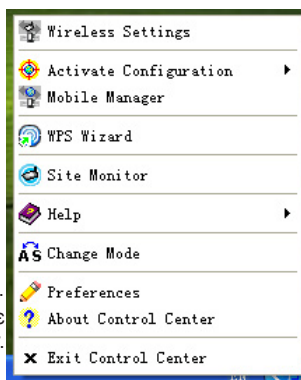 Wireless Settings
Activate Configuration
Mobile Manager
WPS Wizard
Site Monitor
Help
AS Change Mode
Preferences
About Control Center
Exit Control Center